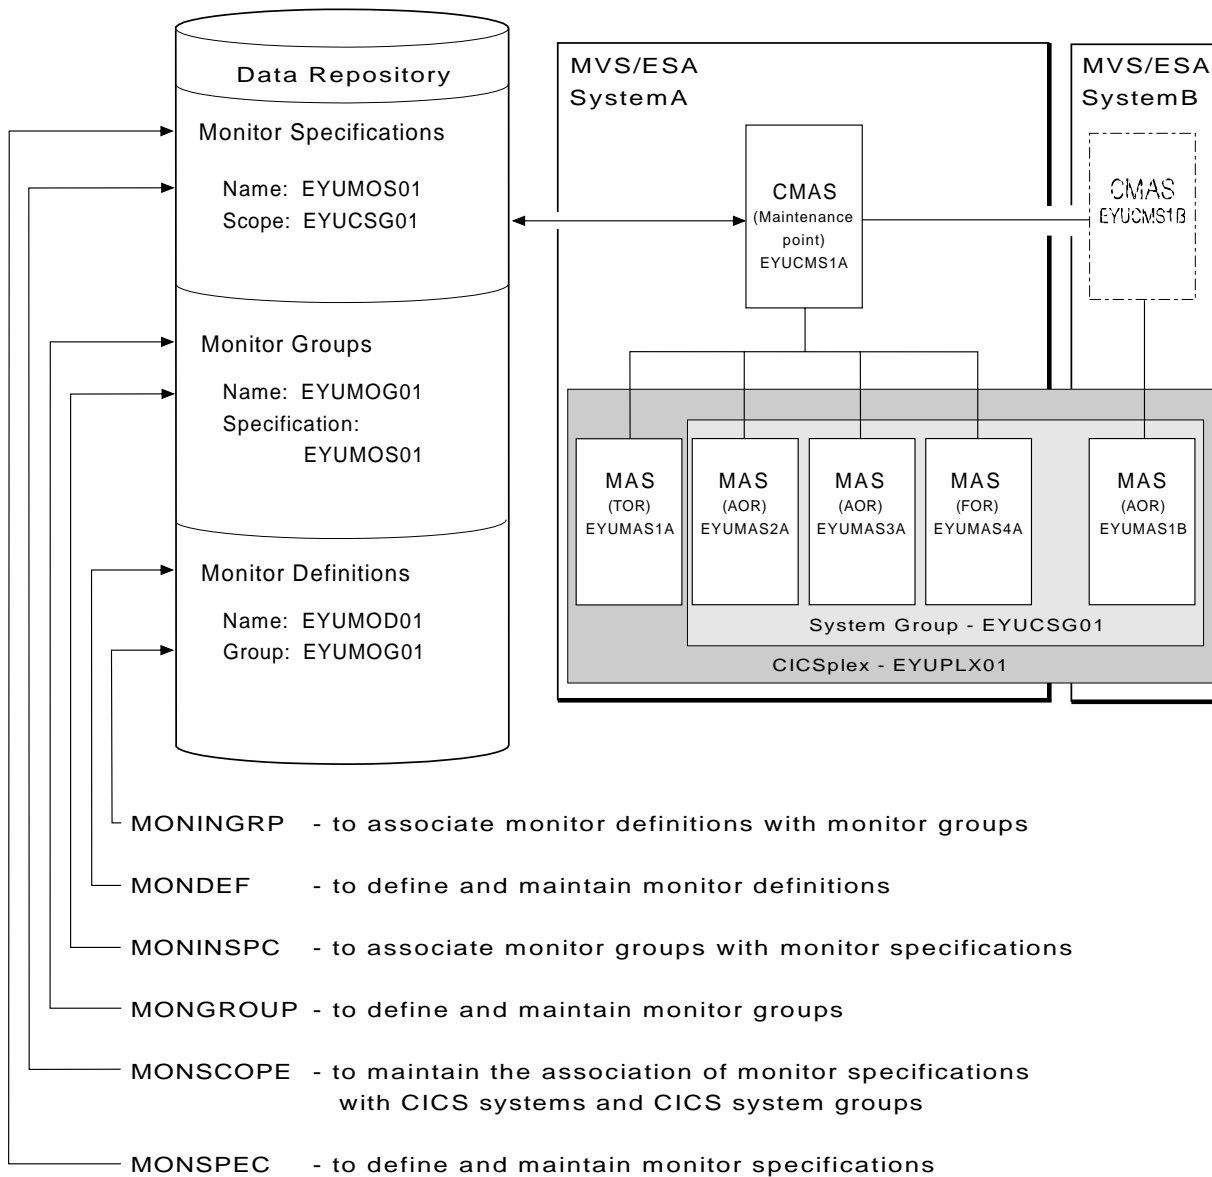 Data Repository
Monitor Specifications
Name: EYUMOS01
Scope: EYUCSG01
Monitor Groups
Name: EYUMOG01
Specification:
EYUMOS01
Monitor Definitions
Name: EYUMOD01
Group: EYUMOG01
MVS/ESA
SystemA
CMAS
(Maintenance
point)
EYUCMS1A
MVS/ESA
SystemB
CMAS
EYUCMS1B
MAS
(TOR)
EYUMAS1A
MAS
(AOR)
EYUMAS2A
MAS
(AOR)
EYUMAS3A
MAS
(FOR)
EYUMAS4A
MAS
(AOR)
EYUMAS1B
System Group - EYUCSG01
CICSplex - EYUPLX01
MONINGRP - to associate monitor definitions with monitor groups
MONDEF - to define and maintain monitor definitions
MONINSPC - to associate monitor groups with monitor specifications
MONGROUP - to define and maintain monitor groups
MONSCOPE - to maintain the association of monitor specifications
with CICS systems and CICS system groups
MONSPEC - to define and maintain monitor specifications